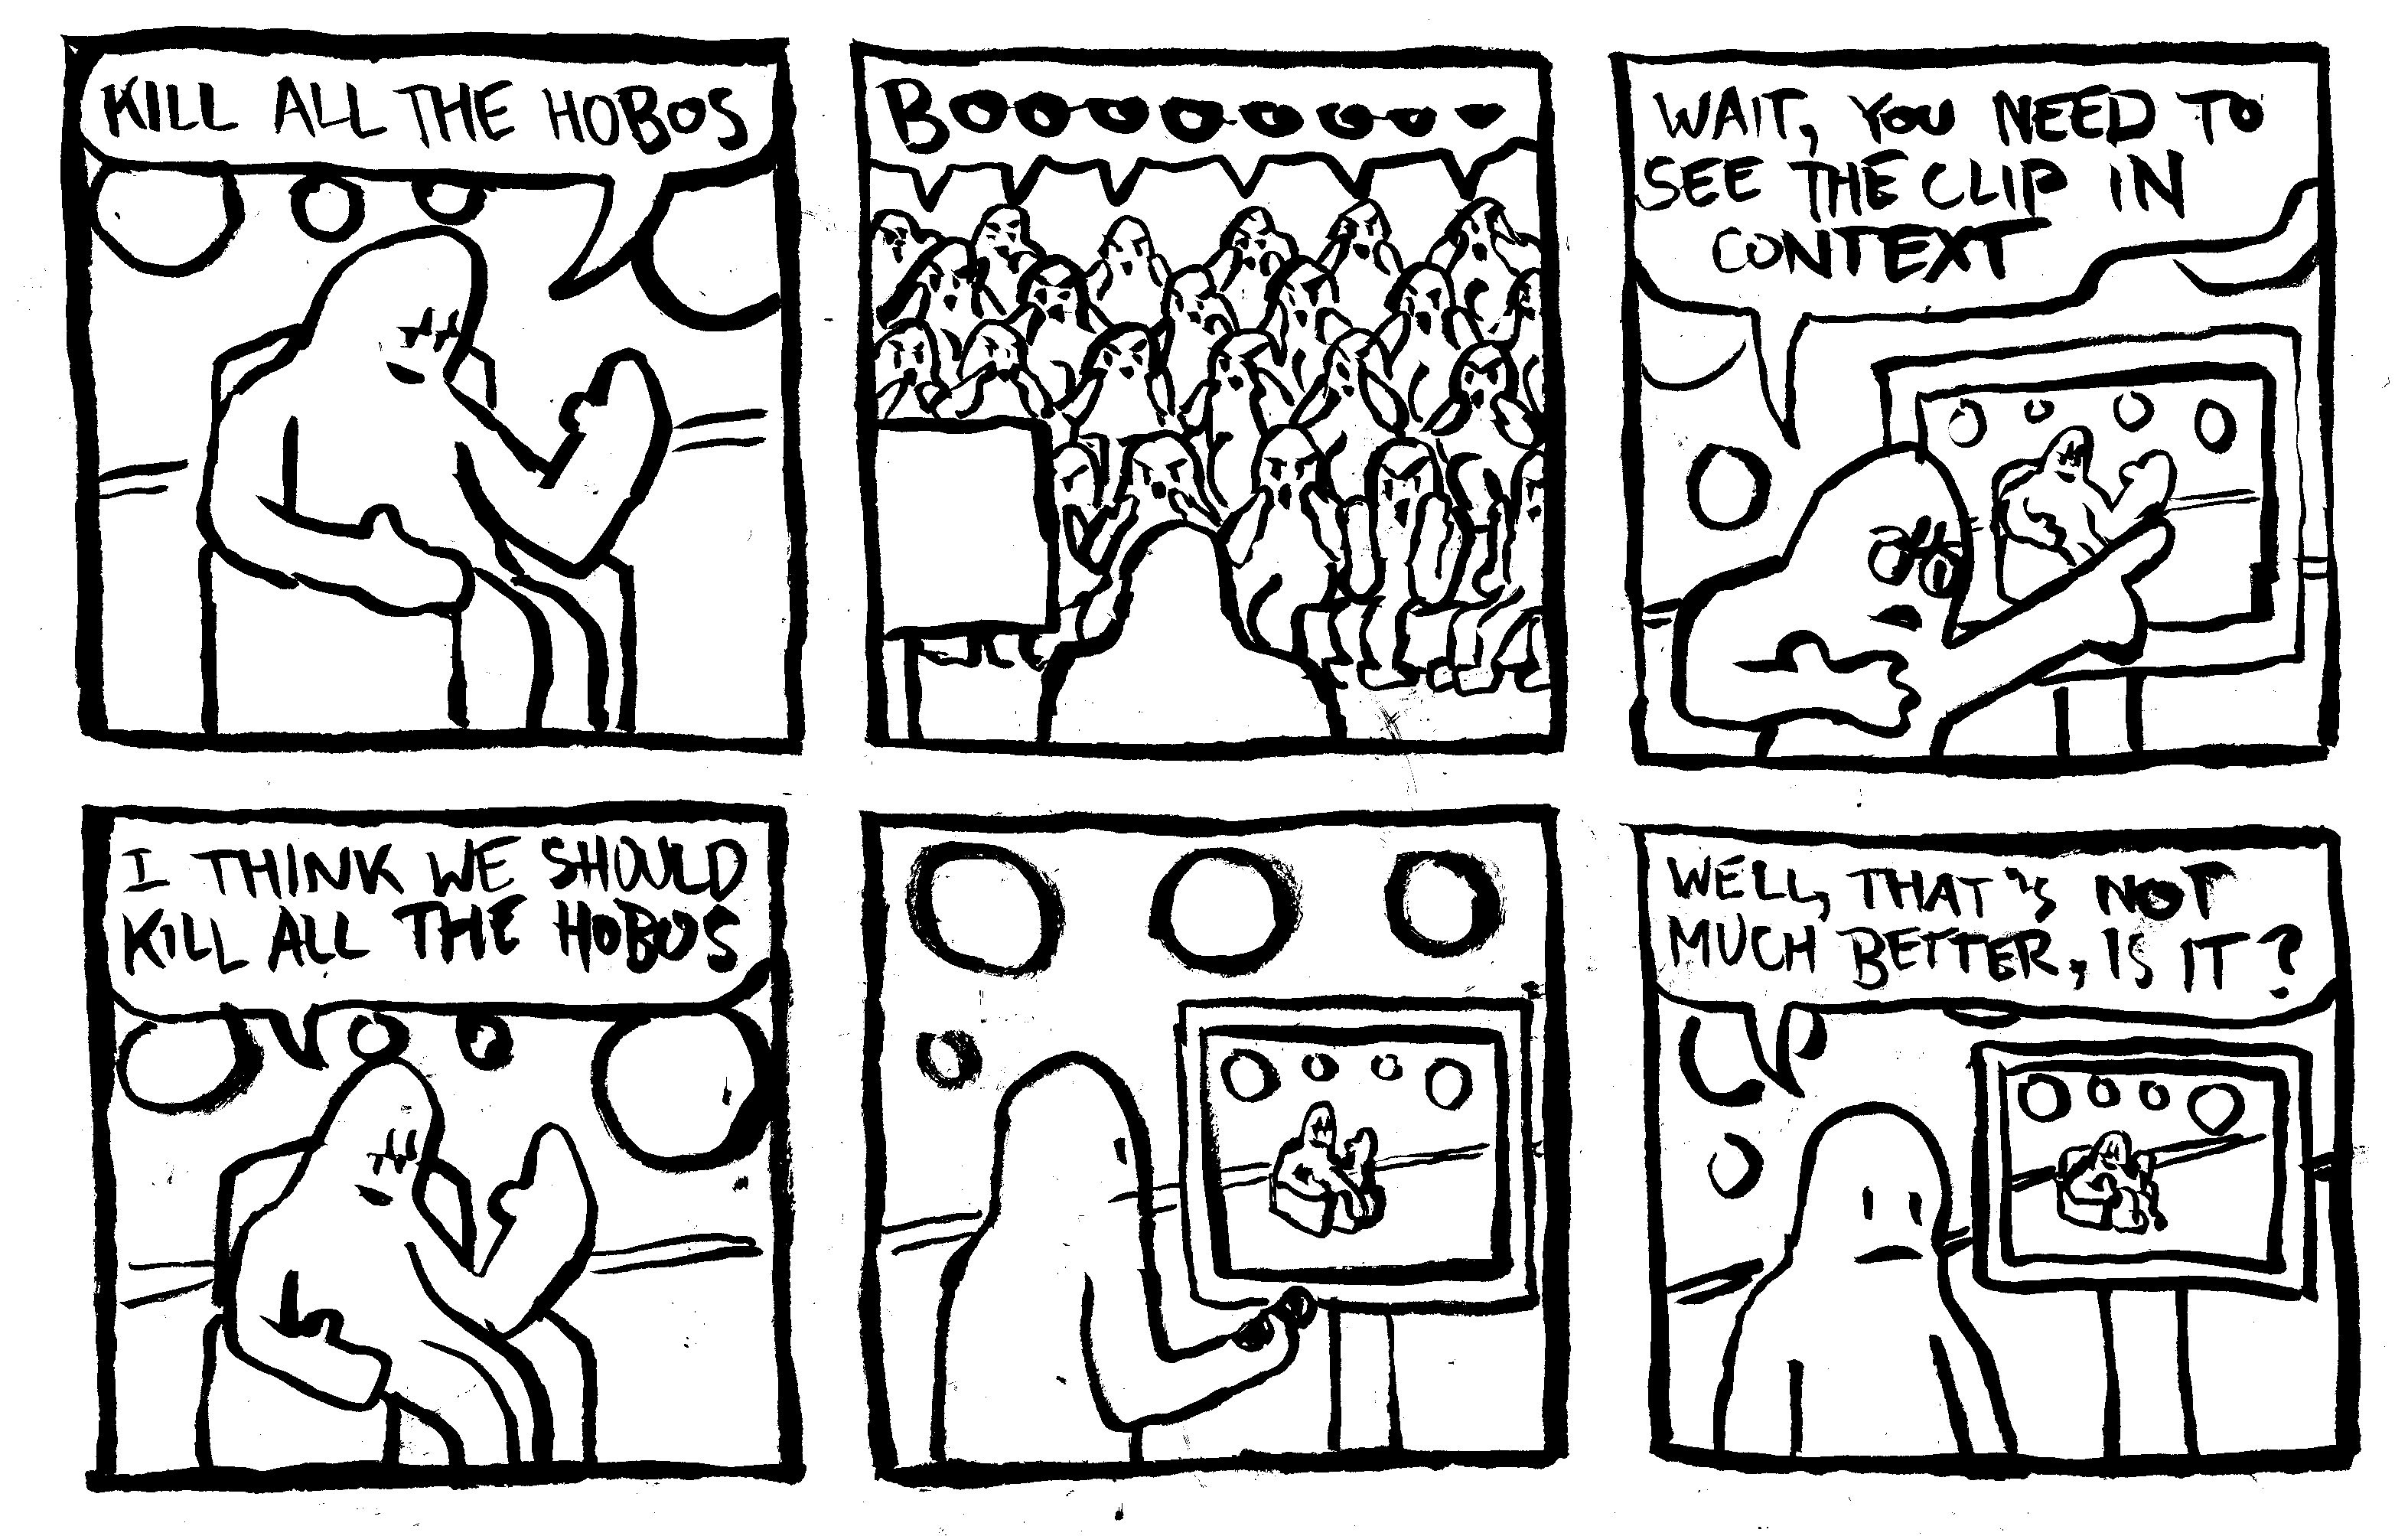 KILL ALL THE HOBOS
BOOOOOOOO
WAIT, YOU NEED TO
SEE THE CLIP IN
CONTEXT
I THINK WE SHOULD
KILL ALL THE HOBOS
WELL, THAT'S NOT
MUCH BETTER, IS IT?